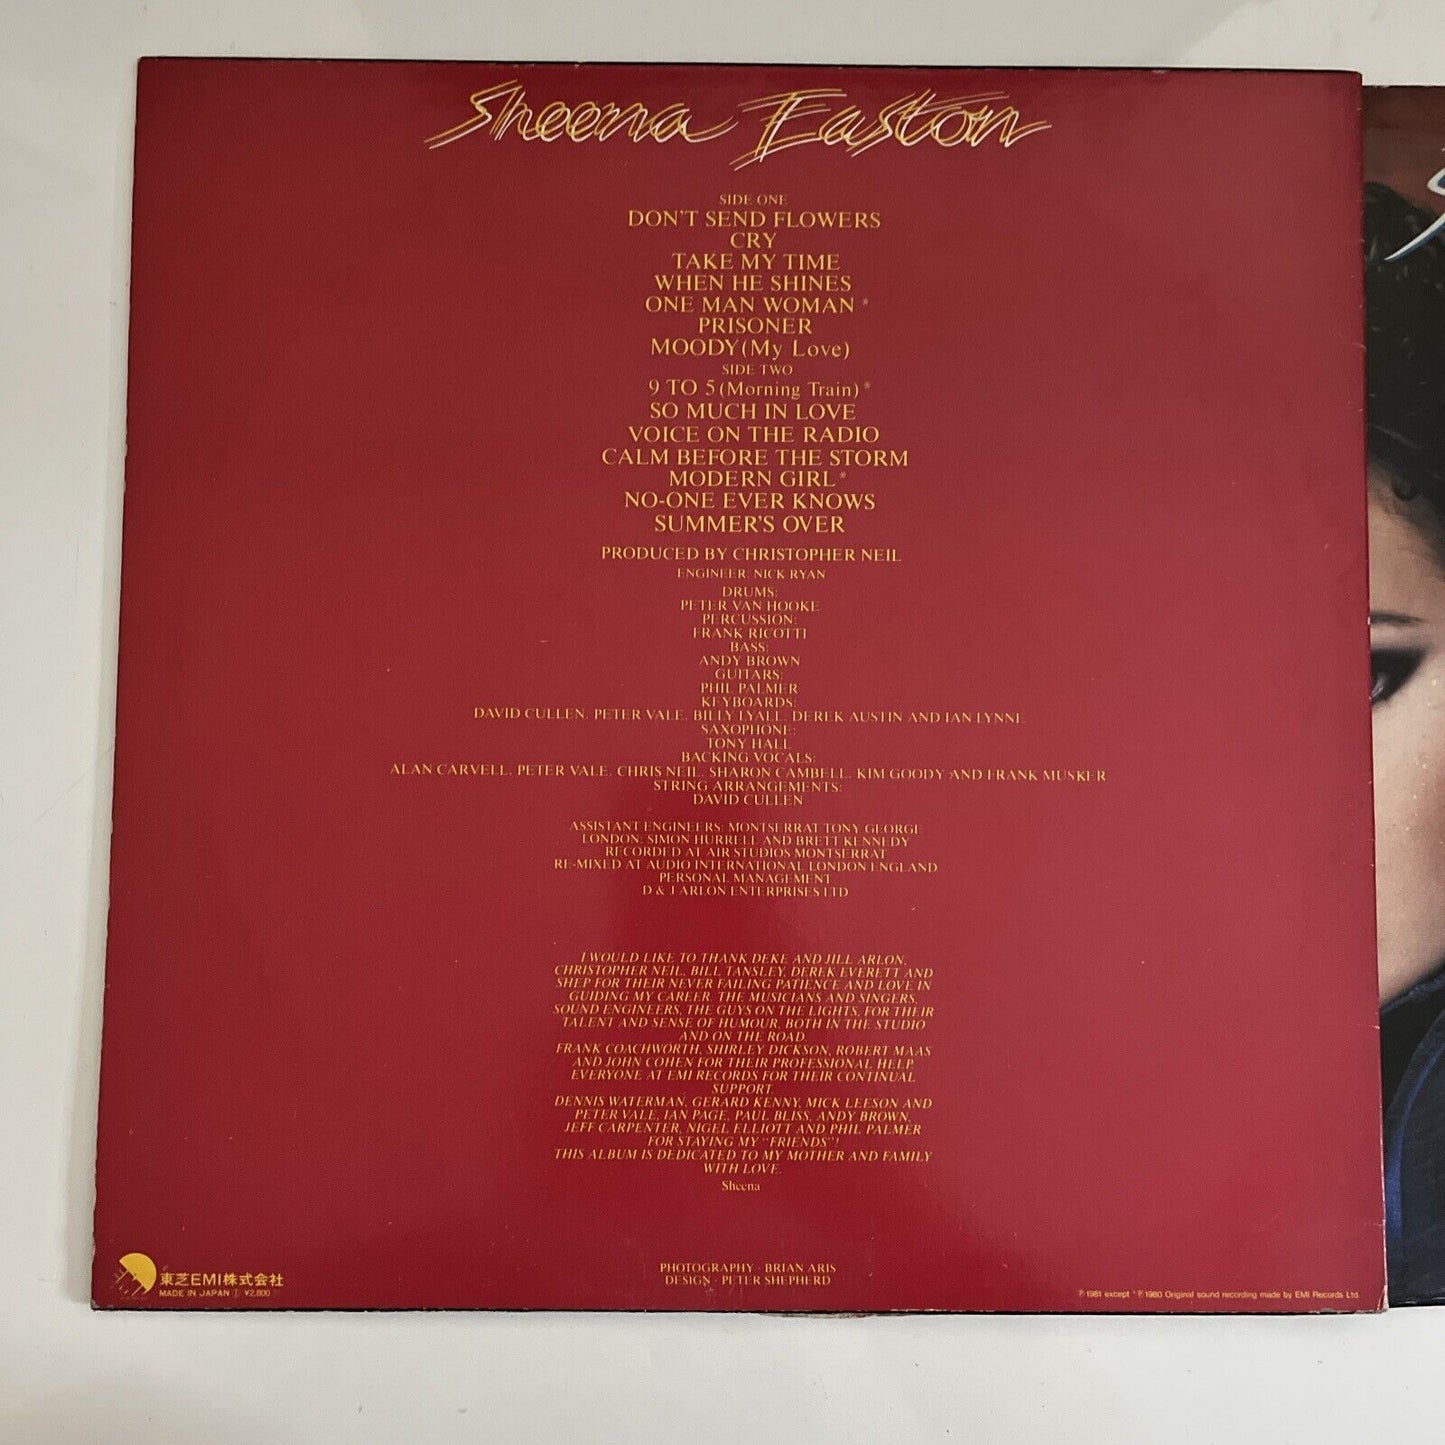 Sheena Easton
SIDE ONE
DON'T SEND FLOWERS
CRY
TAKE MY TIME
WHEN HE SHINES
ONE MAN WOMAN *
PRISONER
MOODY (My Love)
SIDE TWO
9 TO 5 (Morning Train) *
SO MUCH IN LOVE
VOICE ON THE RADIO
CALM BEFORE THE STORM
MODERN GIRL *
NO-ONE EVER KNOWS
SUMMER'S OVER
PRODUCED BY CHRISTOPHER NEIL
ENGINEER: NICK RYAN
DRUMS:
PETER VAN HOOKE
PERCUSSION:
FRANK RICOTTI
BASS:
ANDY BROWN
GUITARS:
PHIL PALMER
KEYBOARDS:
DAVID CULLEN, PETER VALE, BILLY LYALL, DEREK AUSTIN AND IAN LYNNE
SAXOPHONE:
TONY HALL
BACKING VOCALS:
ALAN CARVELL, PETER VALE, CHRIS NEIL, SHARON CAMBELL, KIM GOODY AND FRANK MUSKER
STRING ARRANGEMENTS:
DAVID CULLEN
ASSISTANT ENGINEERS: MONTSERRAT TONY GEORGE
LONDON: SIMON HURRELL AND BRETT KENNEDY
RECORDED AT AIR STUDIOS MONTSERRAT
RE-MIXED AT AUDIO INTERNATIONAL LONDON ENGLAND
PERSONAL MANAGEMENT
D & J ARLON ENTERPRISES LTD
I WOULD LIKE TO THANK DEKE AND JILL ARLON,
CHRISTOPHER NEIL, BILL TANSLEY, DEREK EVERETT AND
SHEP FOR THEIR NEVER FAILING PATIENCE AND LOVE IN
GUIDING MY CAREER. THE MUSICIANS AND SINGERS,
SOUND ENGINEERS, THE GUYS ON THE LIGHTS, FOR THEIR
TALENT AND SENSE OF HUMOUR, BOTH IN THE STUDIO
AND ON THE ROAD.
FRANK COACHWORTH, SHIRLEY DICKSON, ROBERT MAAS
AND JOHN COHEN FOR THEIR PROFESSIONAL HELP.
EVERYONE AT EMI RECORDS FOR THEIR CONTINUAL
SUPPORT.
DENNIS WATERMAN, GERARD KENNY, MICK LEESON AND
PETER VALE, IAN PAGE, PAUL BLISS, ANDY BROWN,
JEFF CARPENTER, NIGEL ELLIOTT AND PHIL PALMER
FOR STAYING MY "FRIENDS"!
THIS ALBUM IS DEDICATED TO MY MOTHER AND FAMILY
WITH LOVE.
Sheena
PHOTOGRAPHY · BRIAN ARIS
DESIGN · PETER SHEPHERD
東芝EMI株式会社
MADE IN JAPAN Ⓘ ¥2,800
℗1981 except *℗1980 Original sound recording made by EMI Records Ltd.